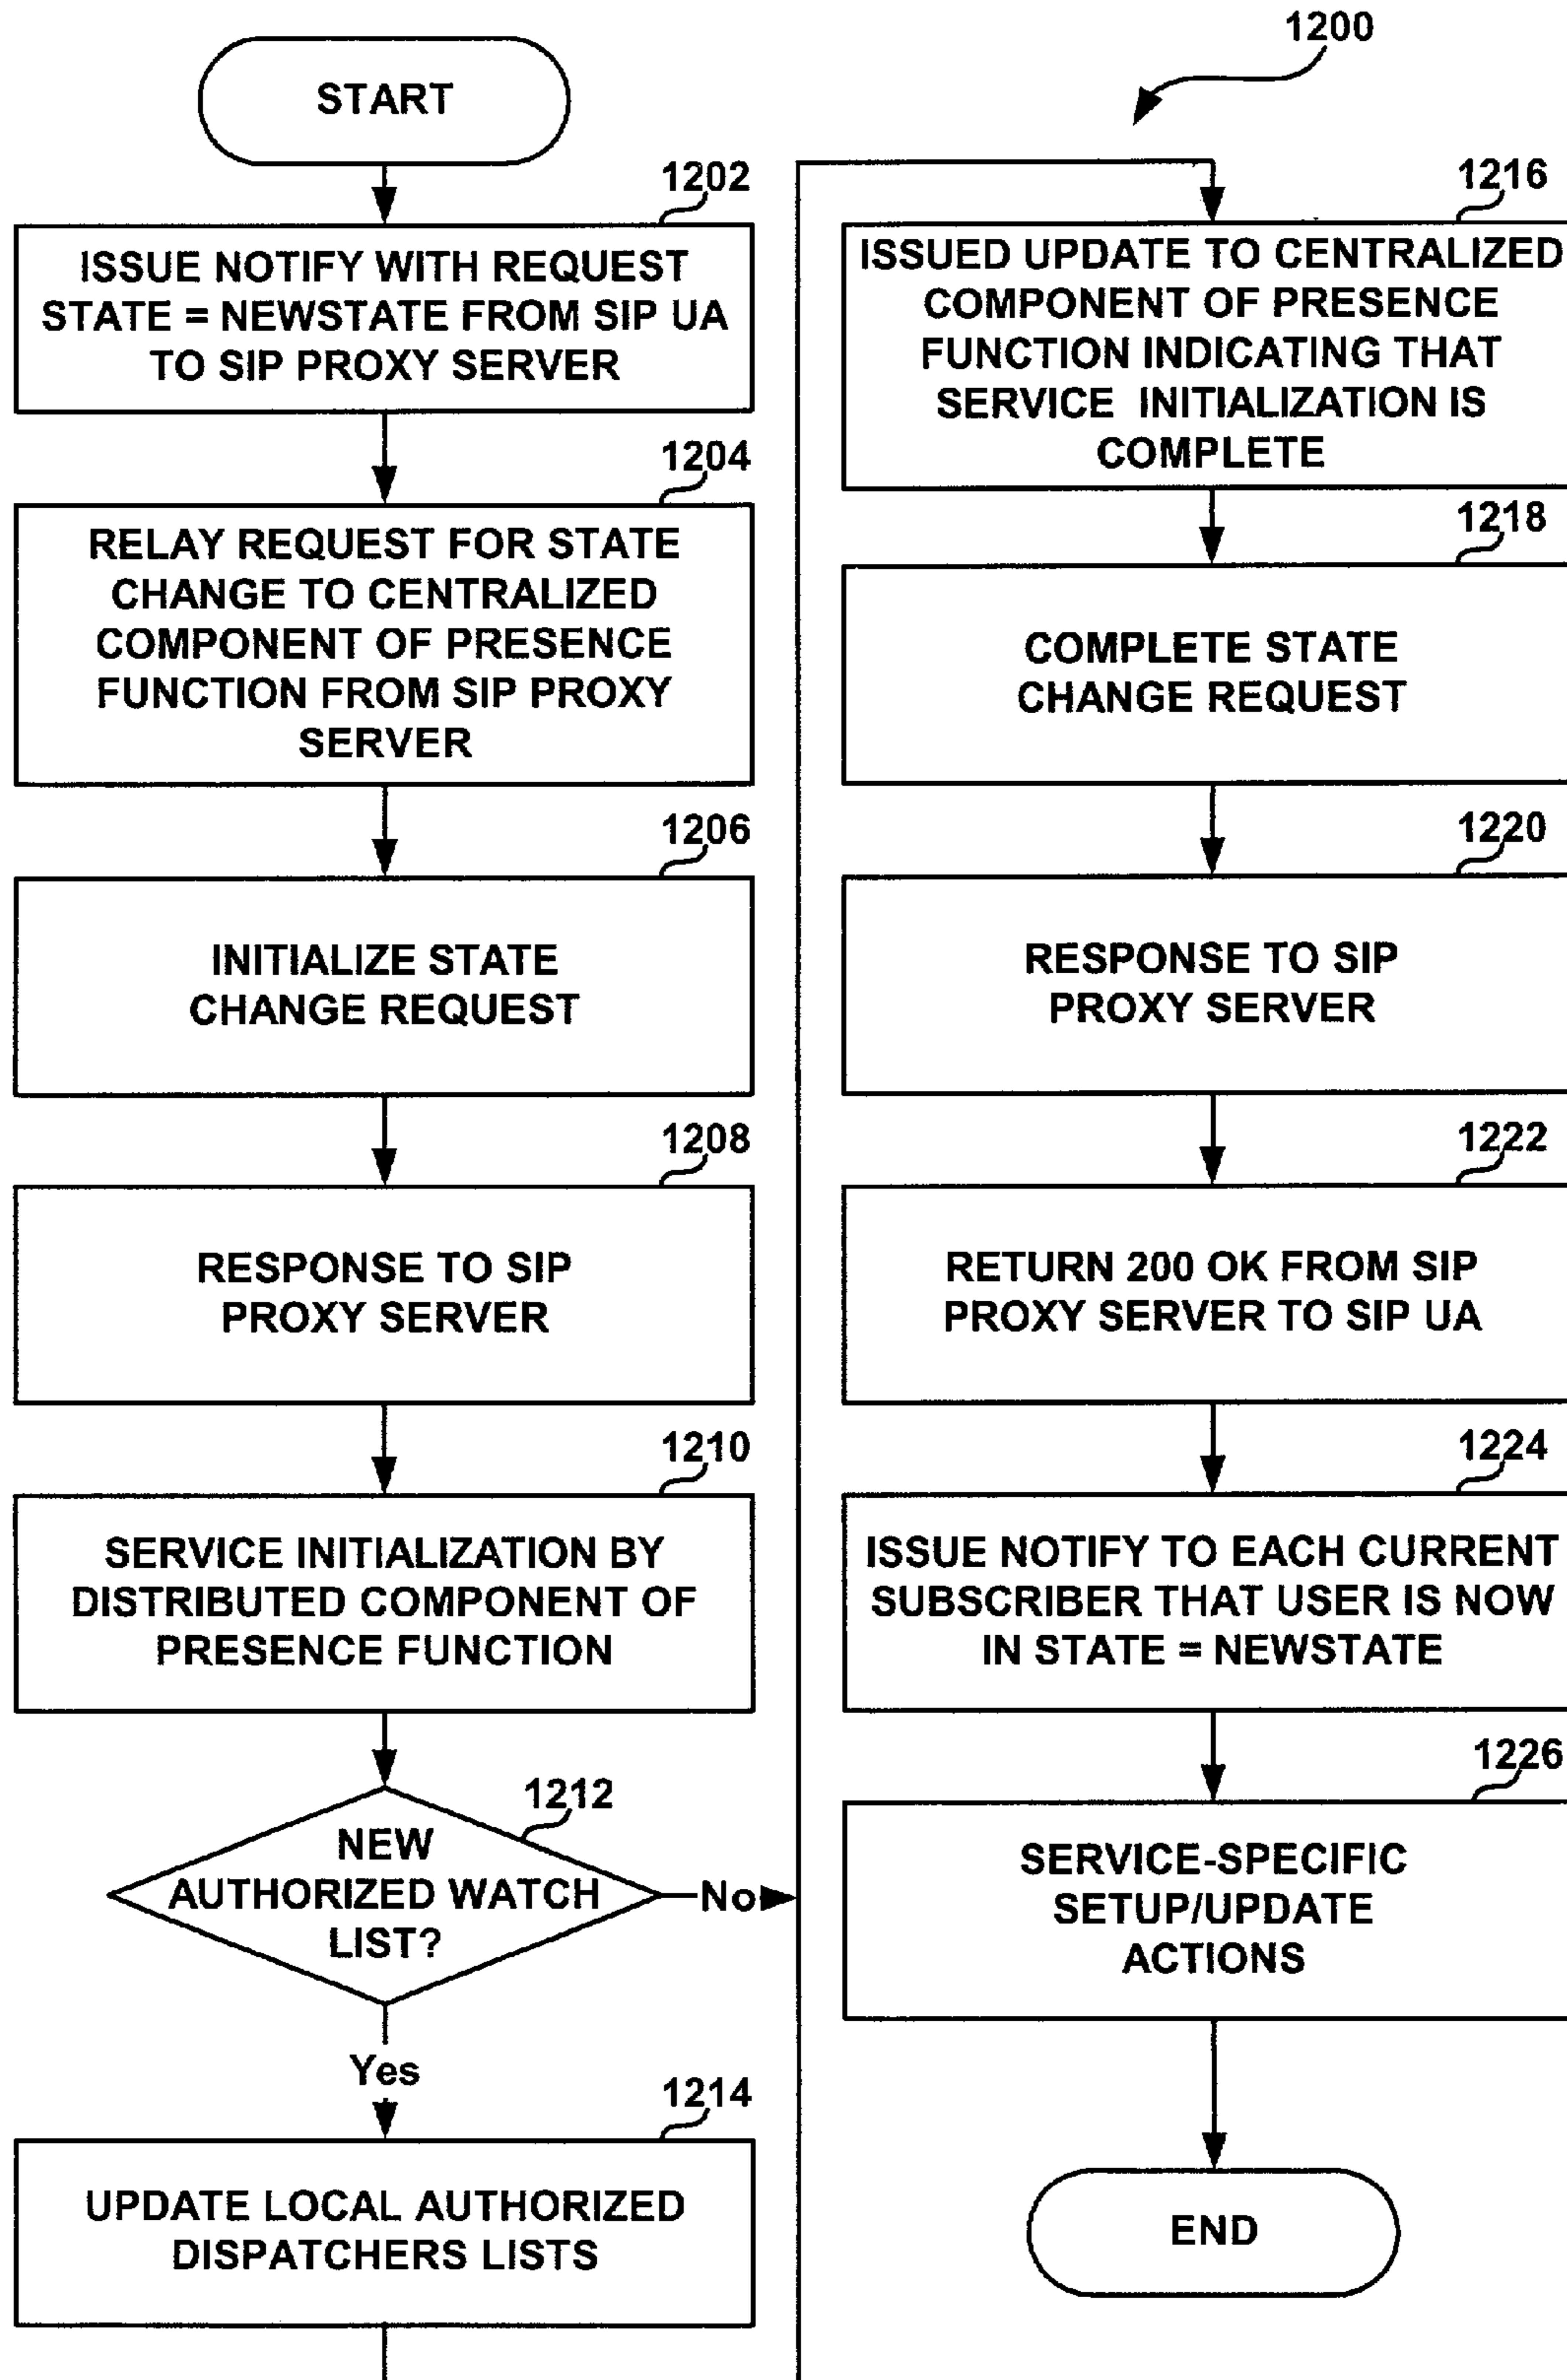 1200
START
1202
ISSUE NOTIFY WITH REQUEST
STATE = NEWSTATE FROM SIP UA
TO SIP PROXY SERVER
1204
RELAY REQUEST FOR STATE
CHANGE TO CENTRALIZED
COMPONENT OF PRESENCE
FUNCTION FROM SIP PROXY
SERVER
1206
INITIALIZE STATE
CHANGE REQUEST
1208
RESPONSE TO SIP
PROXY SERVER
1210
SERVICE INITIALIZATION BY
DISTRIBUTED COMPONENT OF
PRESENCE FUNCTION
1212
NEW
AUTHORIZED WATCH
LIST?
No
Yes
1214
UPDATE LOCAL AUTHORIZED
DISPATCHERS LISTS
1216
ISSUED UPDATE TO CENTRALIZED
COMPONENT OF PRESENCE
FUNCTION INDICATING THAT
SERVICE INITIALIZATION IS
COMPLETE
1218
COMPLETE STATE
CHANGE REQUEST
1220
RESPONSE TO SIP
PROXY SERVER
1222
RETURN 200 OK FROM SIP
PROXY SERVER TO SIP UA
1224
ISSUE NOTIFY TO EACH CURRENT
SUBSCRIBER THAT USER IS NOW
IN STATE = NEWSTATE
1226
SERVICE-SPECIFIC
SETUP/UPDATE
ACTIONS
END